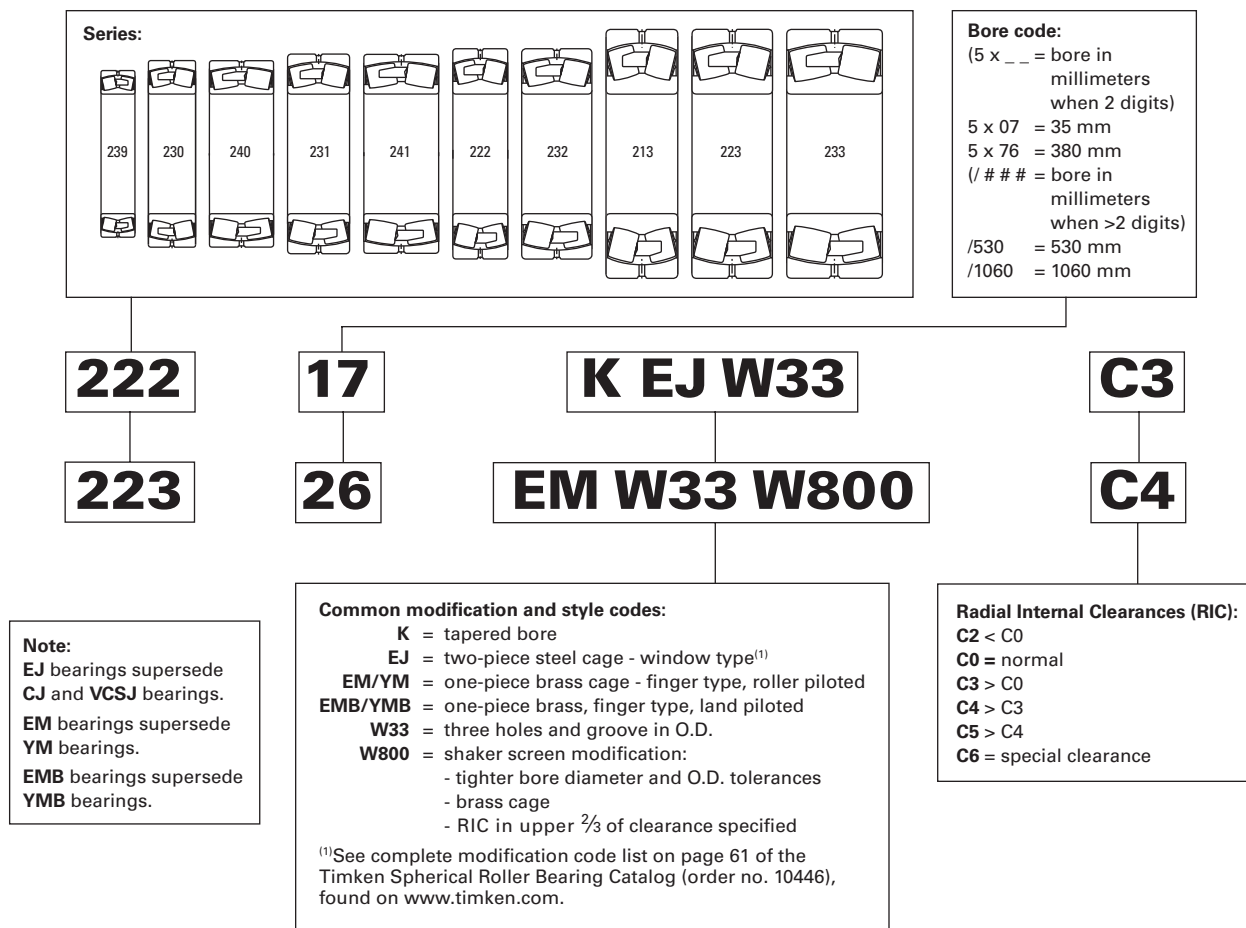 Series:
239
230
240
231
241
222
232
213
223
233
Bore code:
(5 x _ _ = bore in
millimeters
when 2 digits)
5 x 07 = 35 mm
5 x 76 = 380 mm
(/ # # # = bore in
millimeters
when >2 digits)
/530 = 530 mm
/1060 = 1060 mm
222
17
K EJ W33
C3
223
26
EM W33 W800
C4
Note:
EJ bearings supersede
CJ and VCSJ bearings.
EM bearings supersede
YM bearings.
EMB bearings supersede
YMB bearings.
Common modification and style codes:
K = tapered bore
EJ = two-piece steel cage - window type(1)
EM/YM = one-piece brass cage - finger type, roller piloted
EMB/YMB = one-piece brass, finger type, land piloted
W33 = three holes and groove in O.D.
W800 = shaker screen modification:
- tighter bore diameter and O.D. tolerances
- brass cage
- RIC in upper 2/3 of clearance specified
(1)See complete modification code list on page 61 of the
Timken Spherical Roller Bearing Catalog (order no. 10446),
found on www.timken.com.
Radial Internal Clearances (RIC):
C2 < C0
C0 = normal
C3 > C0
C4 > C3
C5 > C4
C6 = special clearance